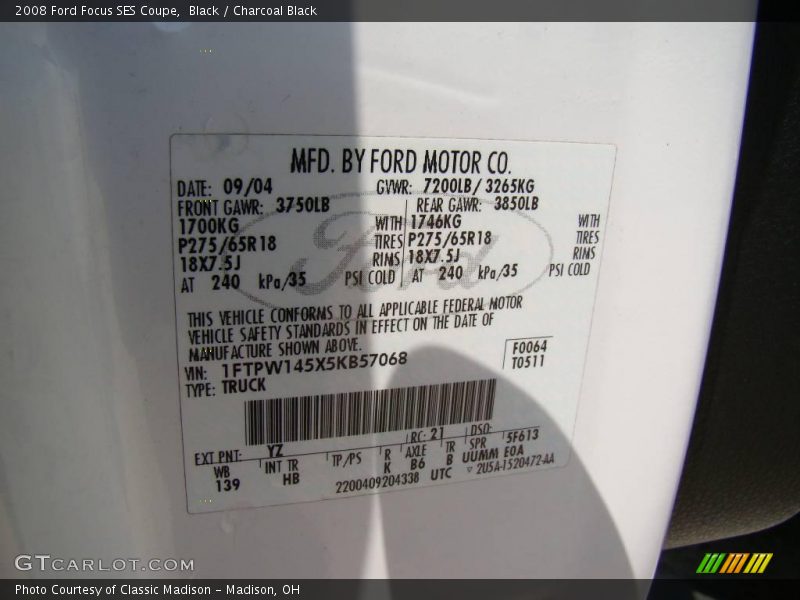 2008 Ford Focus SES Coupe, Black / Charcoal Black
MFD. BY FORD MOTOR CO.
DATE: 09/04 GVWR: 7200LB/ 3265KG
FRONT GAWR: 3750LB REAR GAWR: 3850LB
1700KG WITH 1746KG WITH
P275/65R18 TIRES P275/65R18 TIRES
18X7.5J RIMS 18X7.5J RIMS
AT 240 kPa/35 PSI COLD AT 240 kPa/35 PSI COLD
Ford
THIS VEHICLE CONFORMS TO ALL APPLICABLE FEDERAL MOTOR
VEHICLE SAFETY STANDARDS IN EFFECT ON THE DATE OF
MANUFACTURE SHOWN ABOVE.
VIN: 1FTPW145X5KB57068 F0064
TYPE: TRUCK T0511
EXT PNT: YZ RC: 21 DSO:
WB INT TR TP/PS R AXLE TR SPR 5F613
139 HB K B6 B UUMM E0A
2200409204338 UTC ▽ 2U5A-1520472-AA
GTCARLOT.COM
Photo Courtesy of Classic Madison - Madison, OH